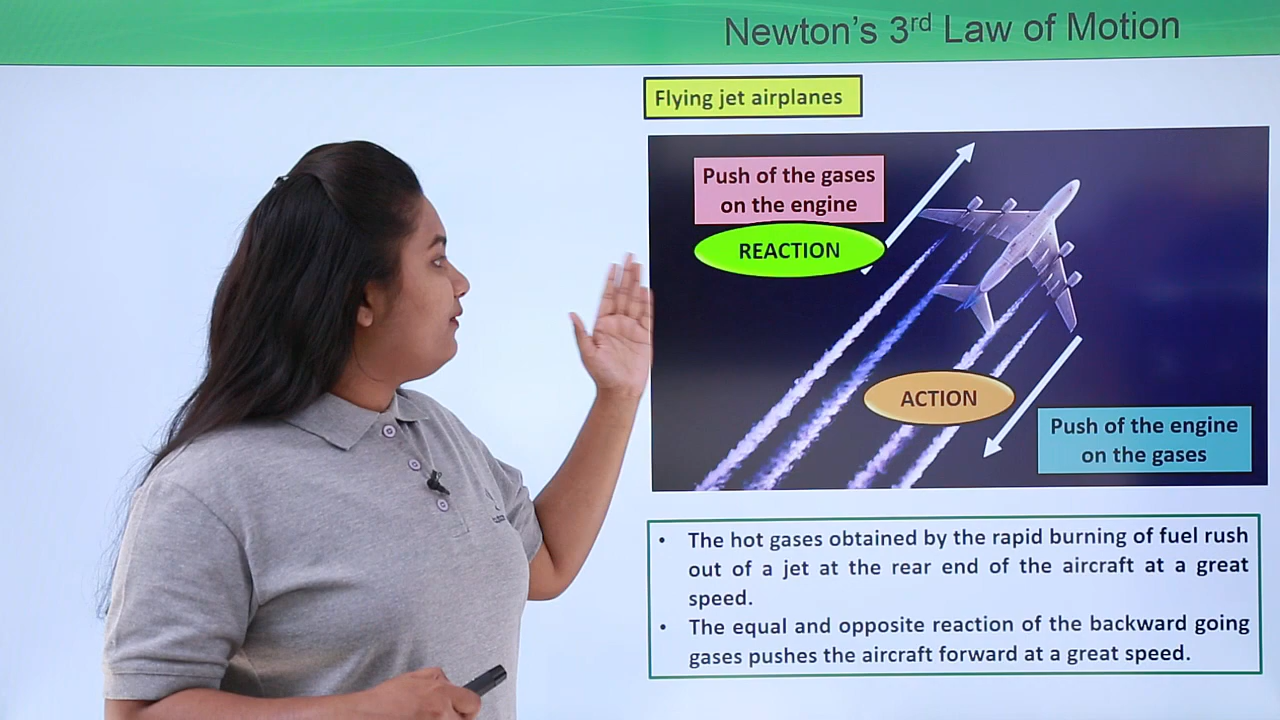 Newton's 3rd Law of Motion
Flying jet airplanes
Push of the gases
on the engine
REACTION
ACTION
Push of the engine
on the gases
• The hot gases obtained by the rapid burning of fuel rush
out of a jet at the rear end of the aircraft at a great
speed.
• The equal and opposite reaction of the backward going
gases pushes the aircraft forward at a great speed.